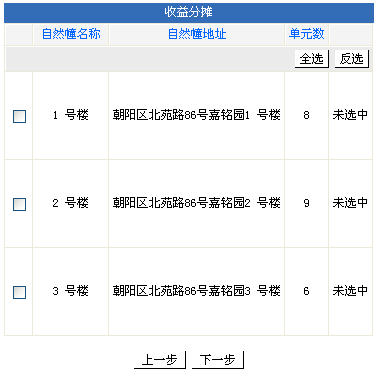 收益分摊
自然幢名称 自然幢地址 单元数
全选 反选
1 号楼 朝阳区北苑路86号嘉铭园1 号楼 8 未选中
2 号楼 朝阳区北苑路86号嘉铭园2 号楼 9 未选中
3 号楼 朝阳区北苑路86号嘉铭园3 号楼 6 未选中
上一步 下一步